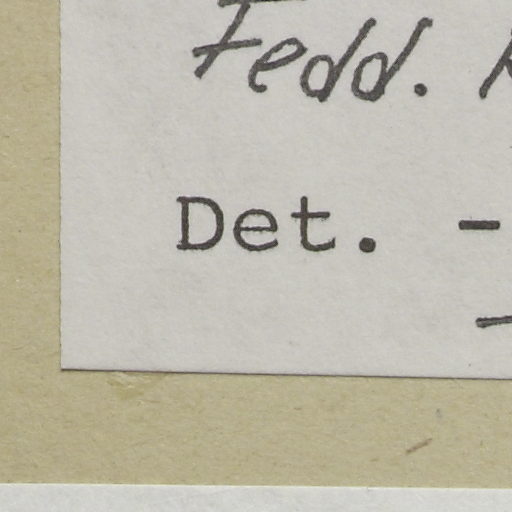 Fedd.
Det. -